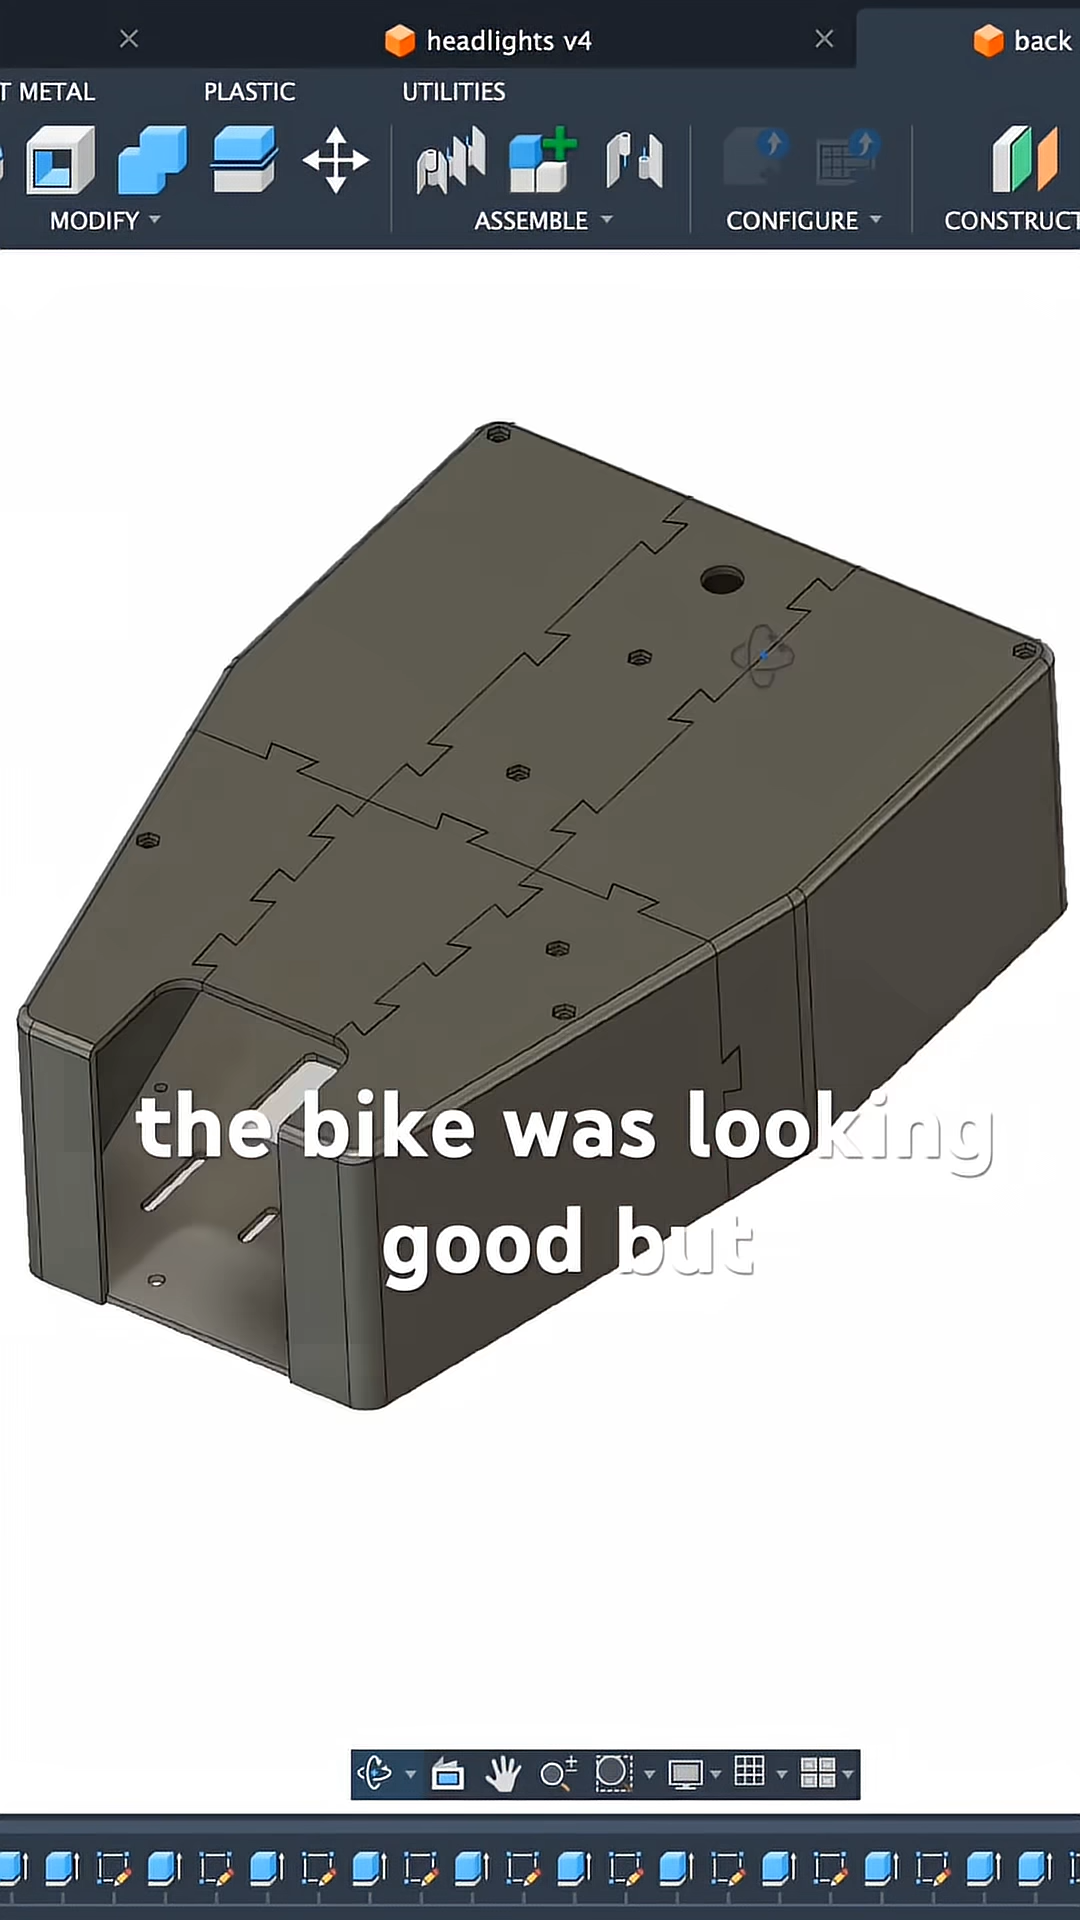 headlights v4
back
T METAL
PLASTIC
UTILITIES
MODIFY
ASSEMBLE
CONFIGURE
CONSTRUCT
the bike was looking
good but